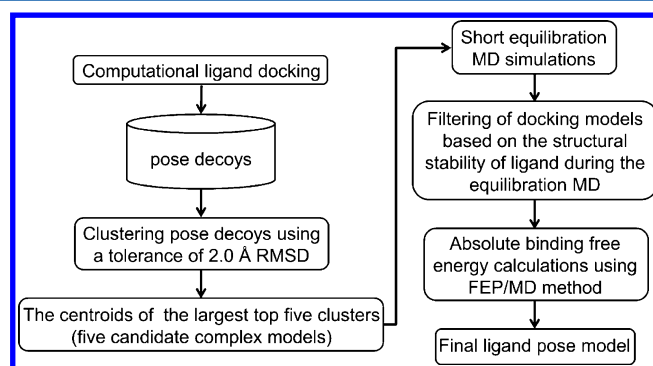 Computational ligand docking
pose decoys
Clustering pose decoys using
a tolerance of 2.0 Å RMSD
The centroids of the largest top five clusters
(five candidate complex models)
Short equilibration
MD simulations
Filtering of docking models
based on the structural
stability of ligand during the
equilibration MD
Absolute binding free
energy calculations using
FEP/MD method
Final ligand pose model